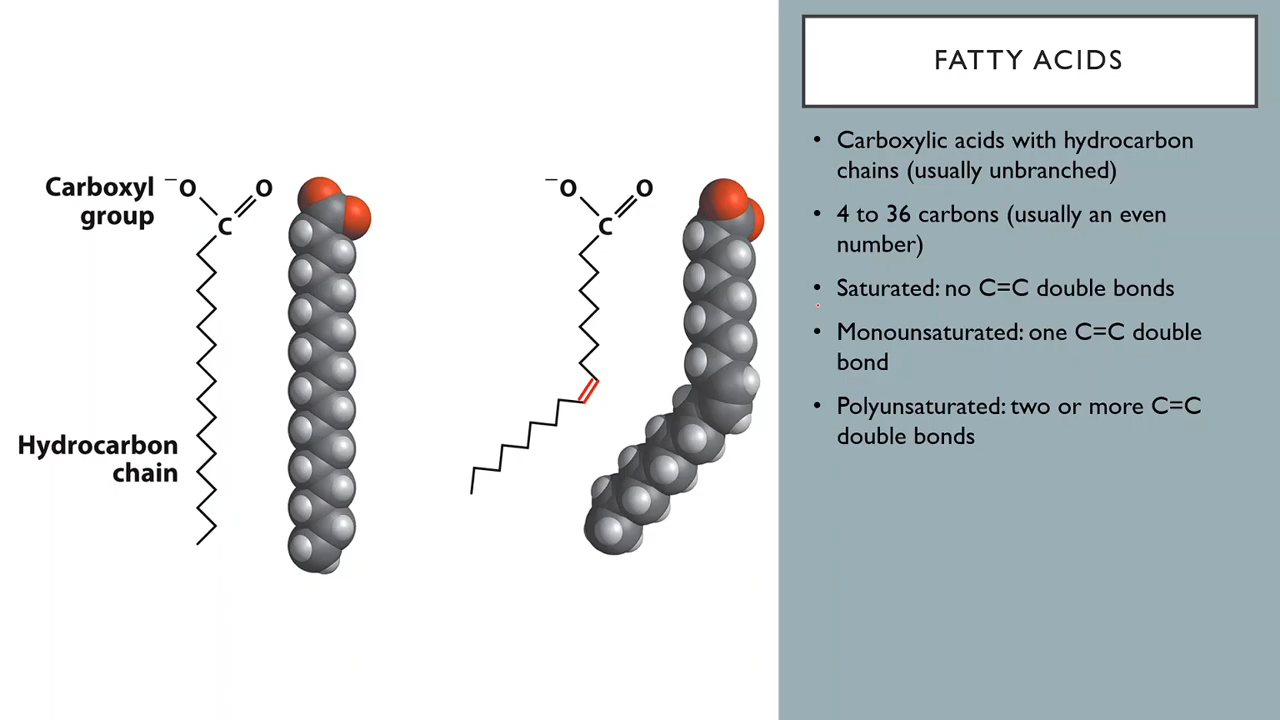 FATTY ACIDS
• Carboxylic acids with hydrocarbon
chains (usually unbranched)
• 4 to 36 carbons (usually an even
number)
• Saturated: no C=C double bonds
• Monounsaturated: one C=C double
bond
• Polyunsaturated: two or more C=C
double bonds
Carboxyl
group
⁻O
O
C
Hydrocarbon
chain
⁻O
O
C